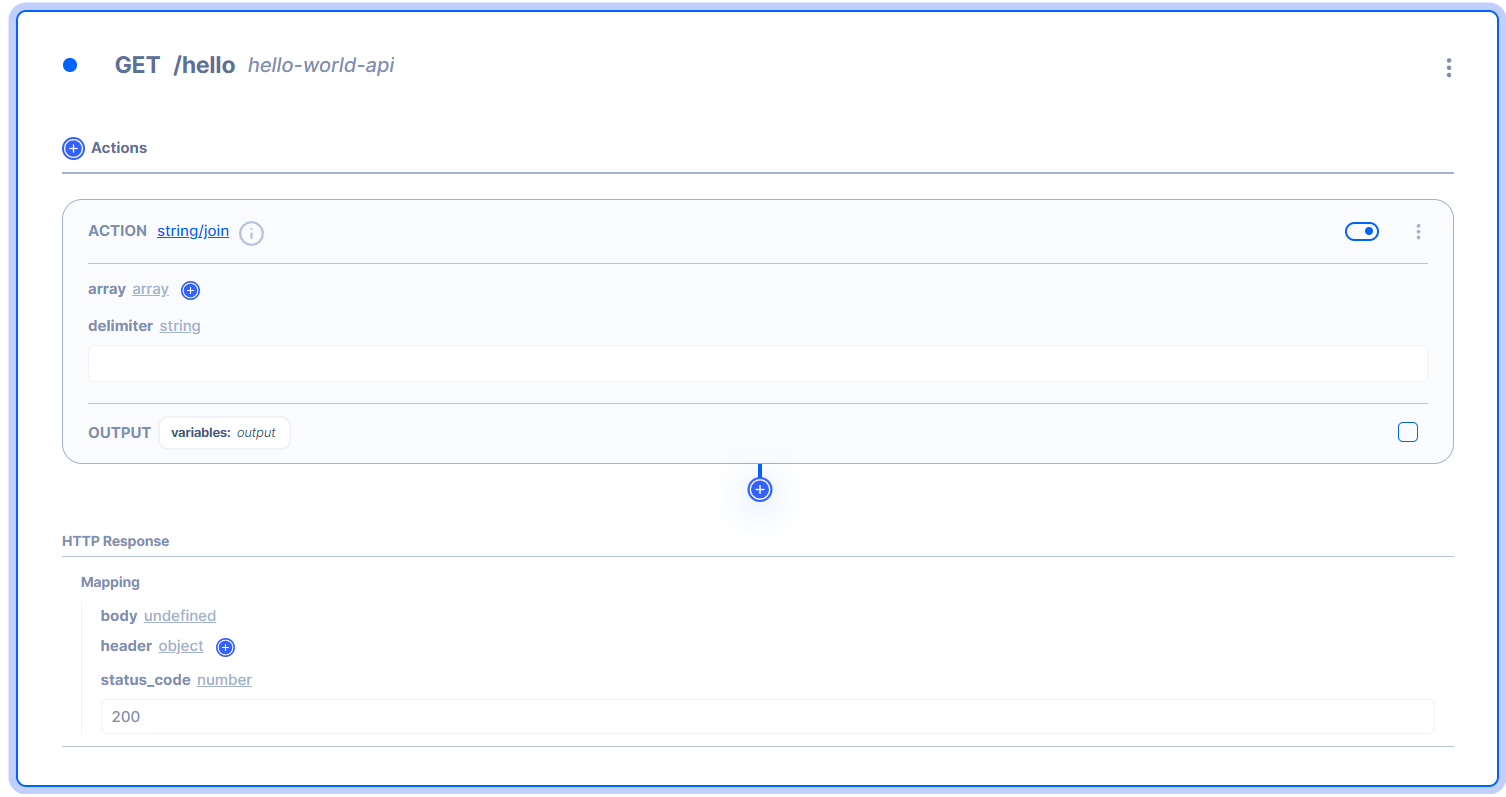 GET /hello hello-world-api
Actions
ACTION string/join
array array
delimiter string
OUTPUT variables: output
HTTP Response
Mapping
body undefined
header object
status_code number
200